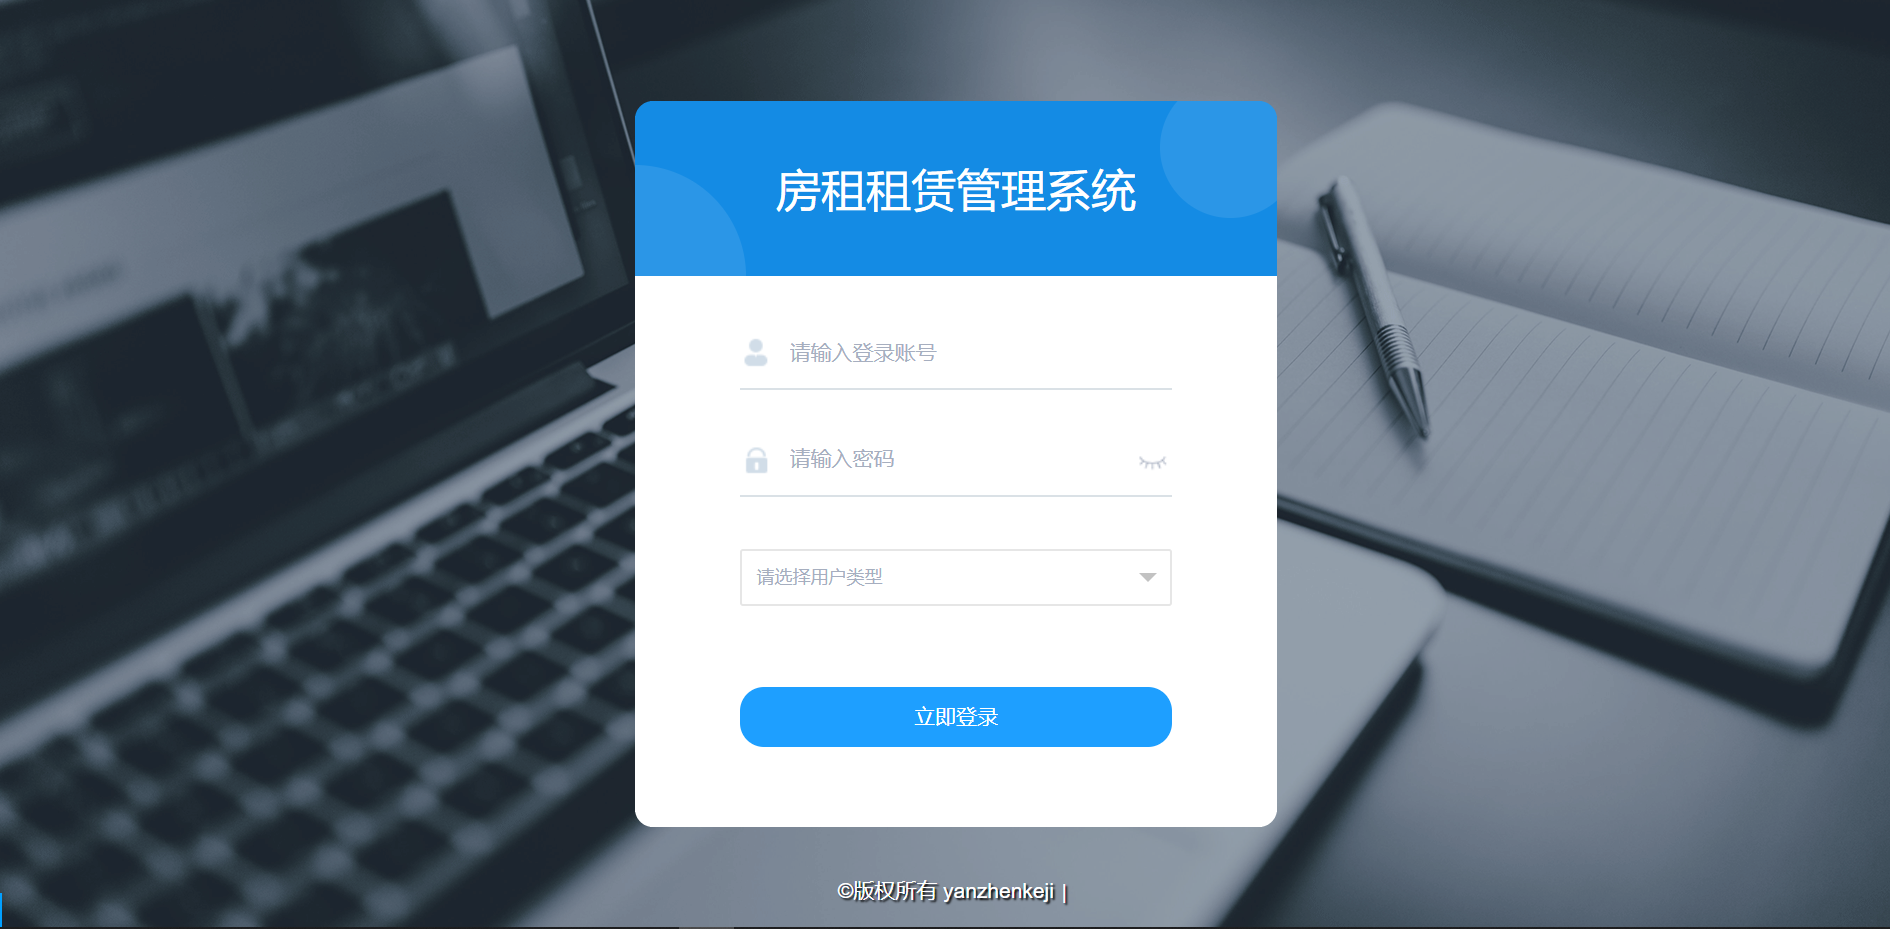 房租租赁管理系统
请输入登录账号
请输入密码
请选择用户类型
立即登录
©版权所有 yanzhenkeji |